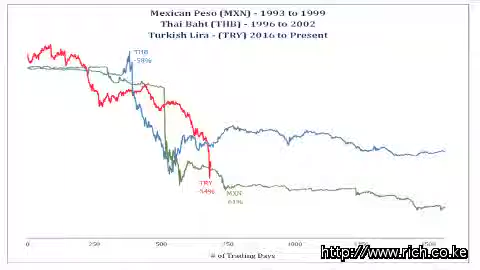 Mexican Peso (MXN) - 1993 to 1999
Thai Baht (THB) - 1996 to 2002
Turkish Lira - (TRY) 2016 to Present
THB
-58%
TRY
-54%
MXN
-61%
0
250
500
750
1000
1250
1500
# of Trading Days
http://www.rich.co.ke